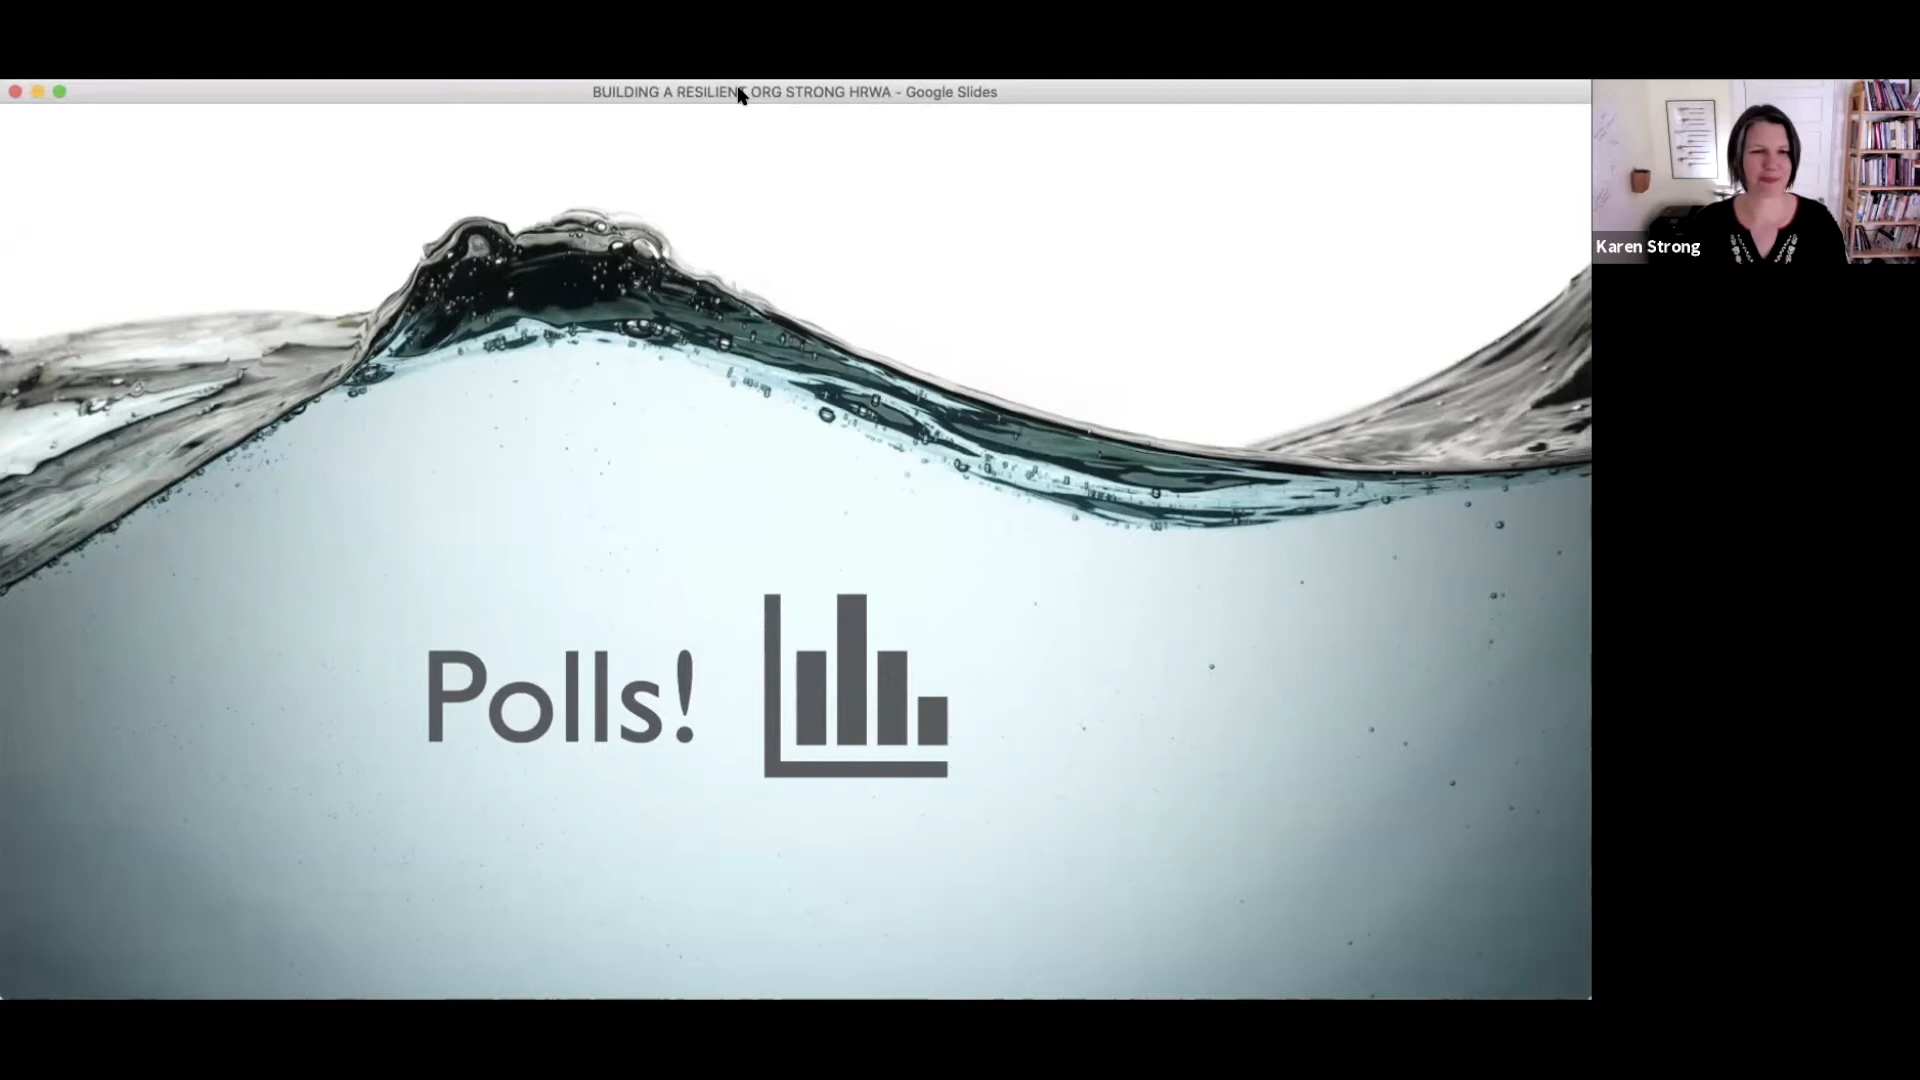 BUILDING A RESILIENT ORG STRONG HRWA - Google Slides
Karen Strong
Polls!